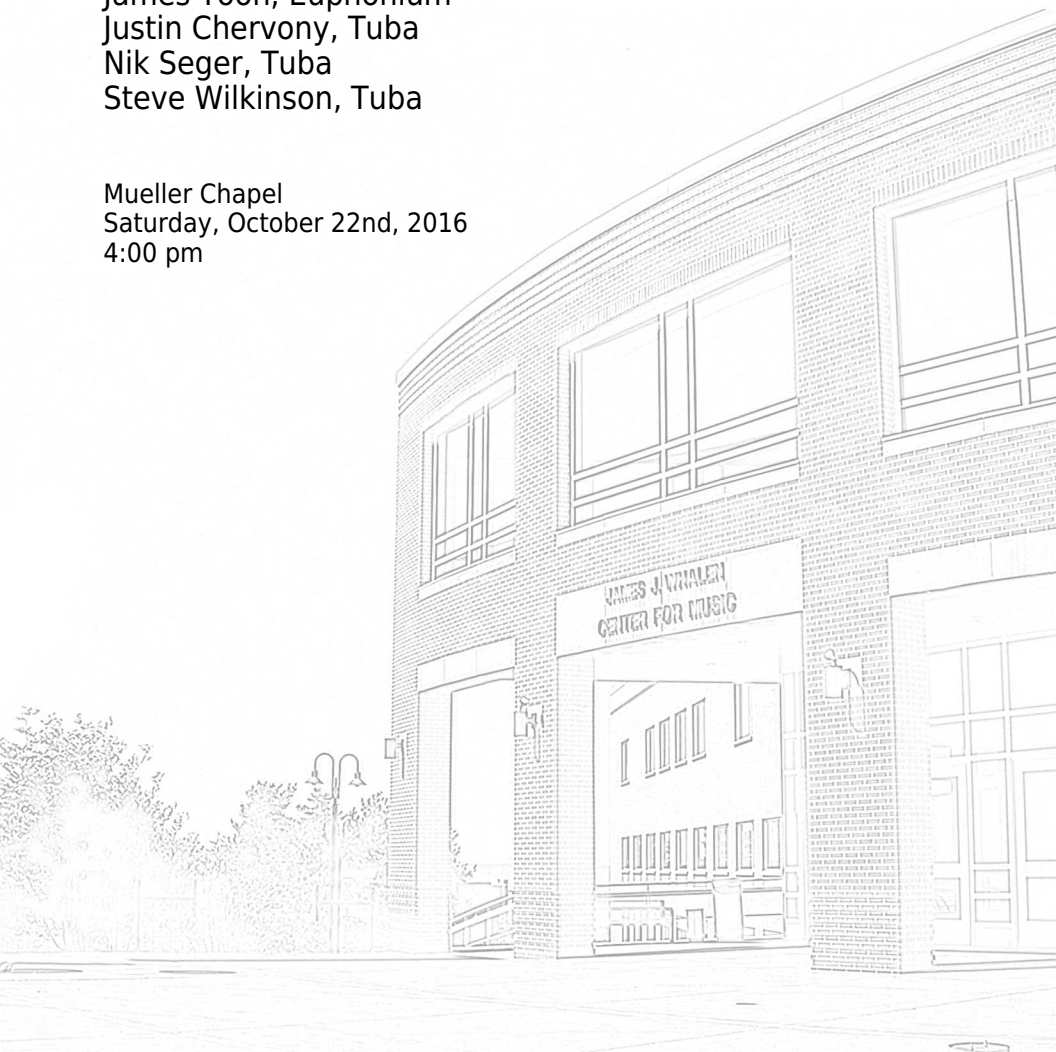 James Yoon, Euphonium
Justin Chervony, Tuba
Nik Seger, Tuba
Steve Wilkinson, Tuba
Mueller Chapel
Saturday, October 22nd, 2016
4:00 pm
JAMES J. WHALEN
CENTER FOR MUSIC